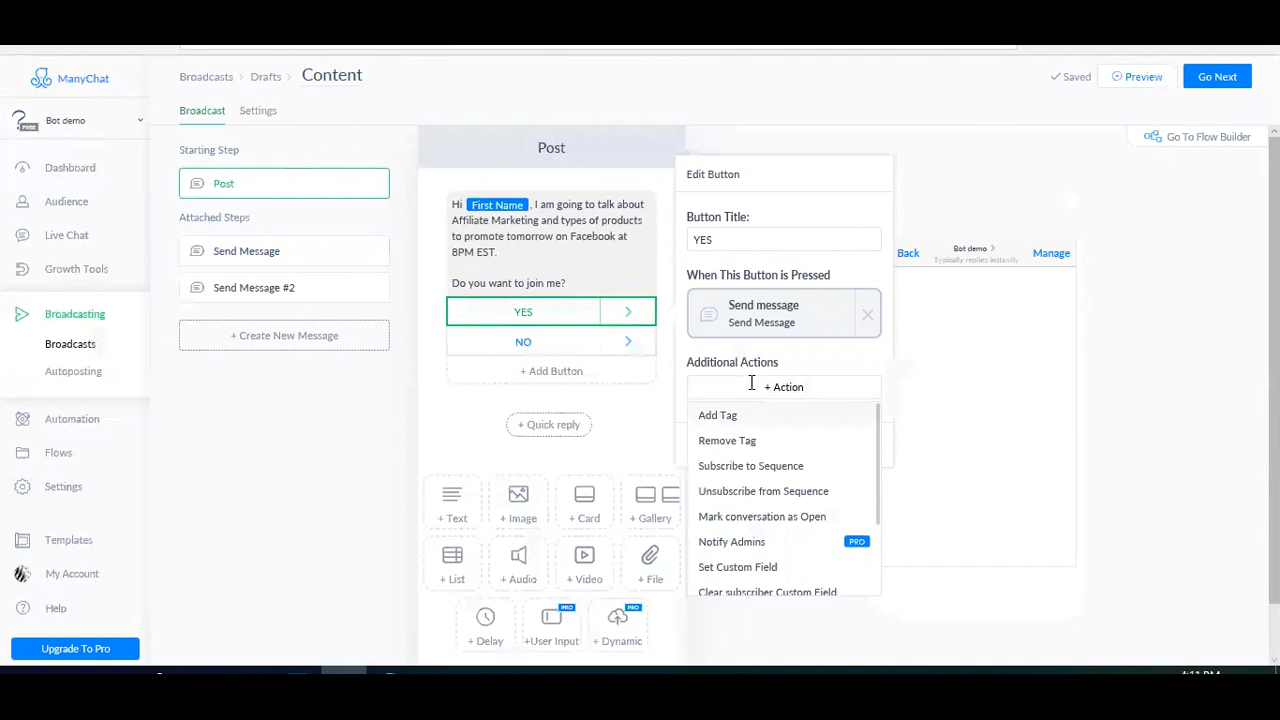 ManyChat
Broadcasts > Drafts > Content
Saved
Preview
Go Next
FREE
Bot demo
Broadcast
Settings
Go To Flow Builder
Dashboard
Audience
Live Chat
Growth Tools
Broadcasting
Broadcasts
Autoposting
Automation
Flows
Settings
Templates
My Account
Help
Upgrade To Pro
Starting Step
Post
Attached Steps
Send Message
Send Message #2
+ Create New Message
Post
Hi First Name , I am going to talk about
Affiliate Marketing and types of products
to promote tomorrow on Facebook at
8PM EST.
Do you want to join me?
YES
NO
+ Add Button
+ Quick reply
+ Text
+ Image
+ Card
+ Gallery
+ List
+ Audio
+ Video
+ File
PRO
PRO
+ Delay
+User Input
+ Dynamic
Edit Button
Button Title:
YES
When This Button is Pressed
Send message
Send Message
Additional Actions
+ Action
Add Tag
Remove Tag
Subscribe to Sequence
Unsubscribe from Sequence
Mark conversation as Open
Notify Admins PRO
Set Custom Field
Clear subscriber Custom Field
Back
Bot demo >
Typically replies instantly
Manage
4:11 PM